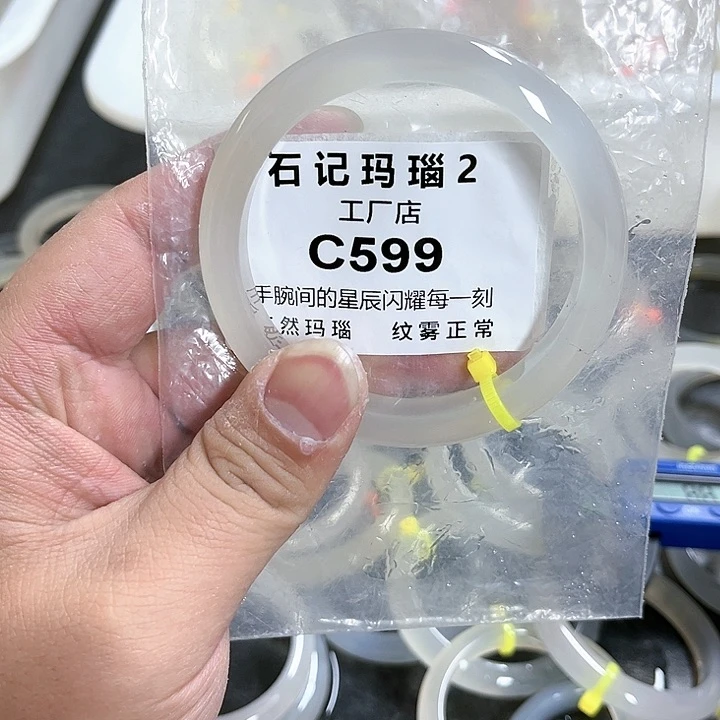 石记玛瑙2
工厂店
C599
手腕间的星辰闪耀每一刻
然玛瑙 纹雾正常